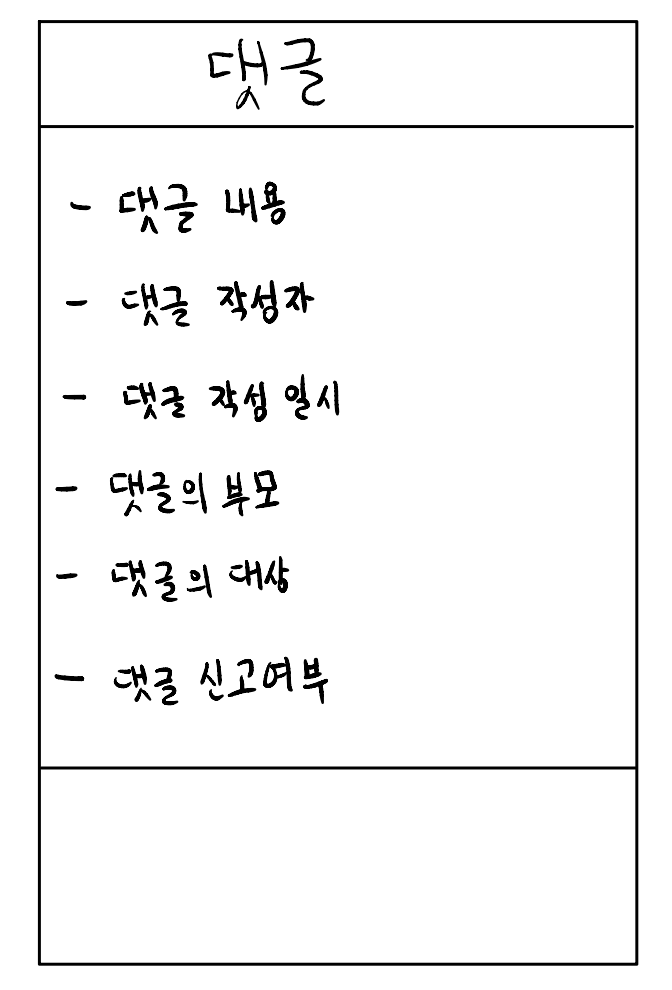 댓글
- 댓글 내용
- 댓글 작성자
- 댓글 작성 일시
- 댓글의 부모
- 댓글의 대상
- 댓글 신고여부